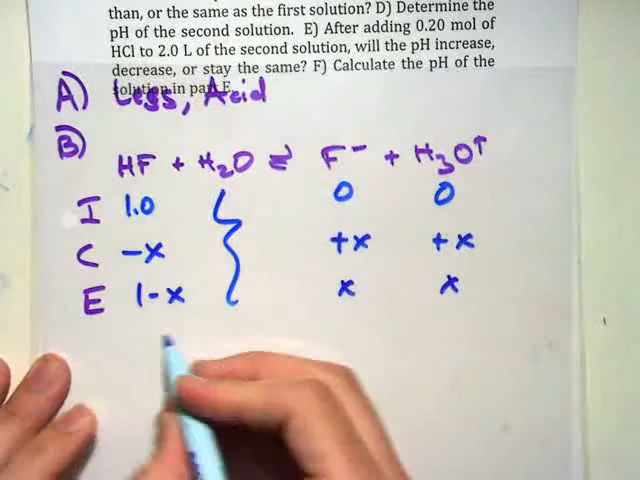 than, or the same as the first solution? D) Determine the
pH of the second solution. E) After adding 0.20 mol of
HCl to 2.0 L of the second solution, will the pH increase,
decrease, or stay the same? F) Calculate the pH of the
solution in part E.
A) Less, Acid
B)
HF + H₂O ⇌ F⁻ + H₃O⁺
I 1.0 0 0
C -x +x +x
E 1-x x x